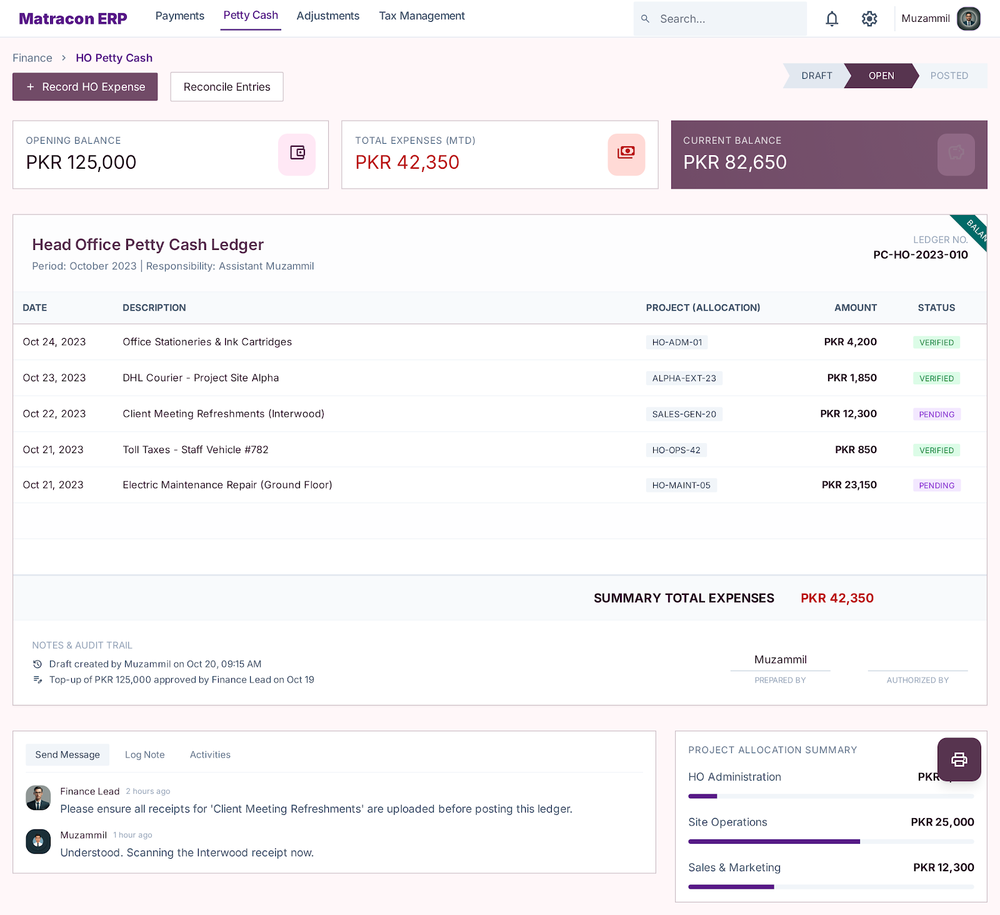 Matracon ERP
Payments
Petty Cash
Adjustments
Tax Management
Search...
Muzammil
Finance
HO Petty Cash
+ Record HO Expense
Reconcile Entries
DRAFT
OPEN
POSTED
OPENING BALANCE
PKR 125,000
TOTAL EXPENSES (MTD)
PKR 42,350
CURRENT BALANCE
PKR 82,650
Head Office Petty Cash Ledger
Period: October 2023 | Responsibility: Assistant Muzammil
LEDGER NO.
PC-HO-2023-010
DATE DESCRIPTION PROJECT (ALLOCATION) AMOUNT STATUS
Oct 24, 2023 Office Stationeries & Ink Cartridges HO-ADM-01 PKR 4,200 VERIFIED
Oct 23, 2023 DHL Courier - Project Site Alpha ALPHA-EXT-23 PKR 1,850 VERIFIED
Oct 22, 2023 Client Meeting Refreshments (Interwood) SALES-GEN-20 PKR 12,300 PENDING
Oct 21, 2023 Toll Taxes - Staff Vehicle #782 HO-OPS-42 PKR 850 VERIFIED
Oct 21, 2023 Electric Maintenance Repair (Ground Floor) HO-MAINT-05 PKR 23,150 PENDING
SUMMARY TOTAL EXPENSES PKR 42,350
NOTES & AUDIT TRAIL
Draft created by Muzammil on Oct 20, 09:15 AM
Top-up of PKR 125,000 approved by Finance Lead on Oct 19
Muzammil
PREPARED BY
AUTHORIZED BY
Send Message
Log Note
Activities
Finance Lead 2 hours ago
Please ensure all receipts for 'Client Meeting Refreshments' are uploaded before posting this ledger.
Muzammil 1 hour ago
Understood. Scanning the Interwood receipt now.
PROJECT ALLOCATION SUMMARY
HO Administration PKR
Site Operations PKR 25,000
Sales & Marketing PKR 12,300